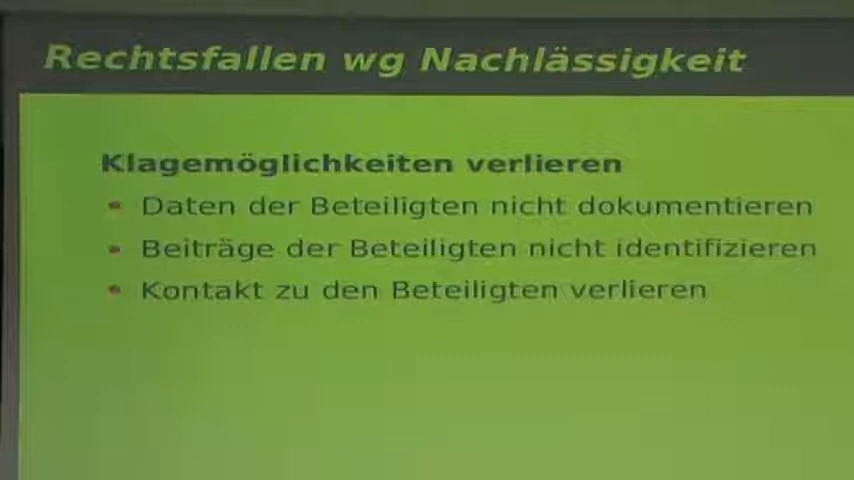 Rechtsfallen wg Nachlässigkeit
Klagemöglichkeiten verlieren
• Daten der Beteiligten nicht dokumentieren
• Beiträge der Beteiligten nicht identifizieren
• Kontakt zu den Beteiligten verlieren